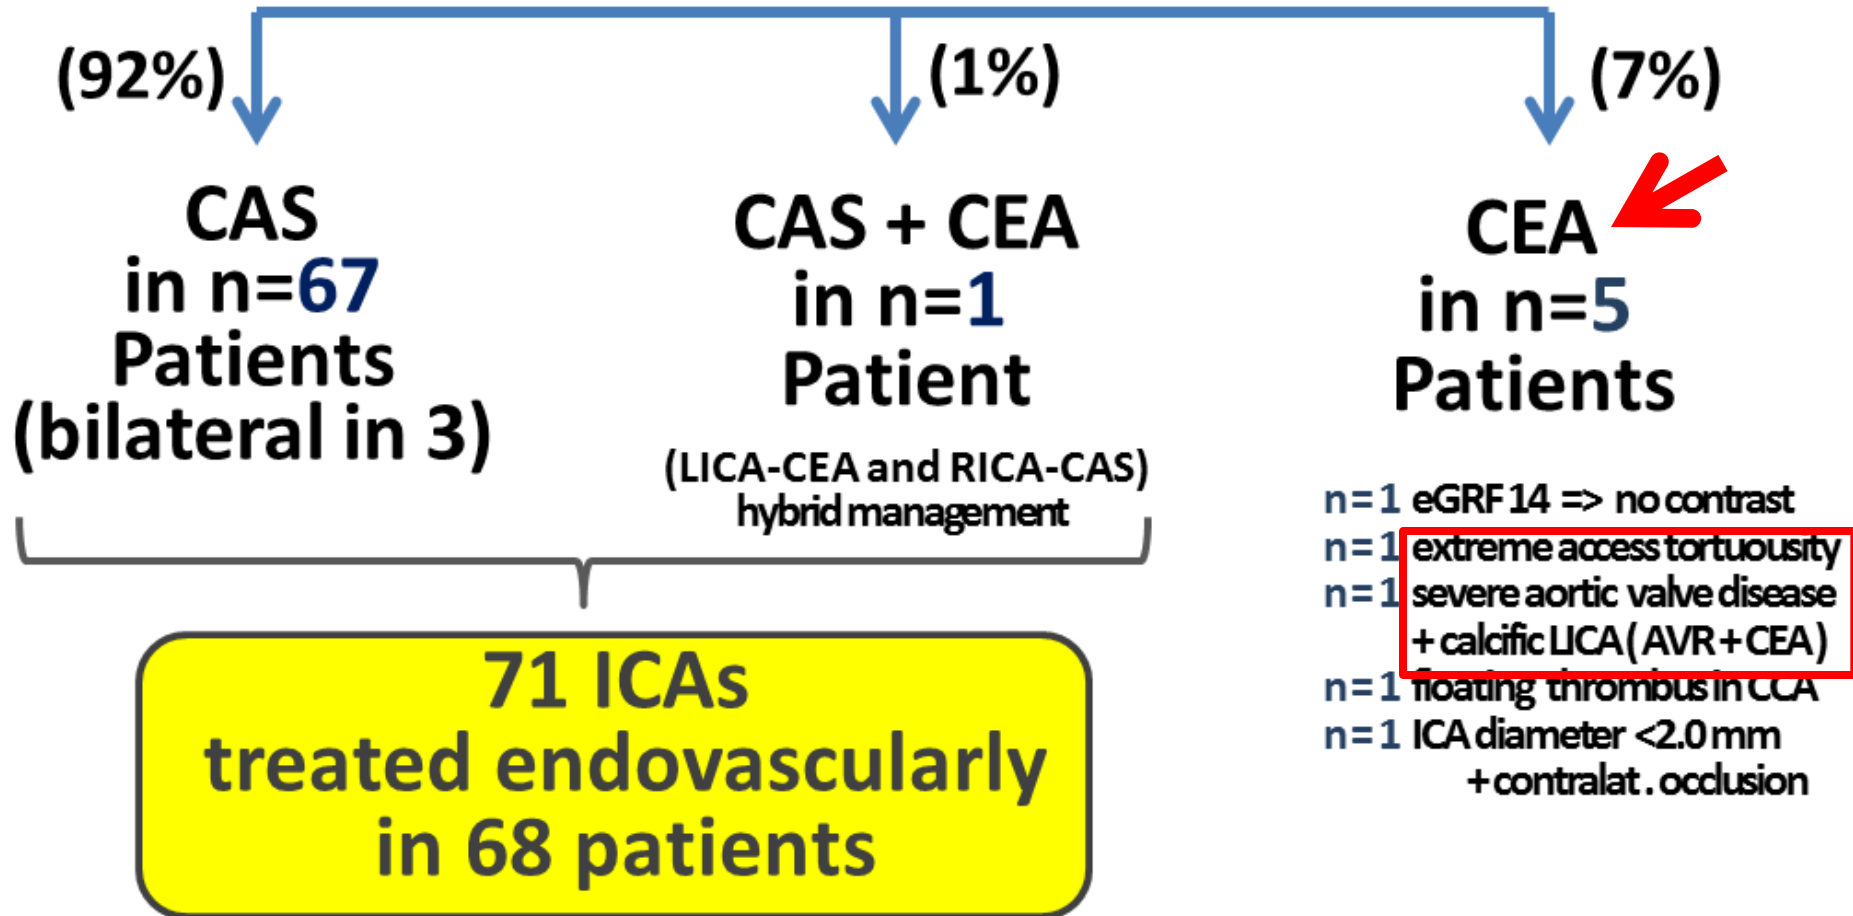 (92%)
(1%)
(7%)
CAS
in n=67
Patients
(bilateral in 3)
CAS + CEA
in n=1
Patient
(LICA-CEA and RICA-CAS)
hybrid management
CEA
in n=5
Patients
n=1 eGRF 14 => no contrast
n=1 extreme access tortuousity
n=1 severe aortic valve disease
+ calcific LICA ( AVR + CEA )
n=1 floating thrombus in CCA
n=1 ICA diameter <2.0 mm
+ contralat . occlusion
71 ICAs
treated endovascularly
in 68 patients